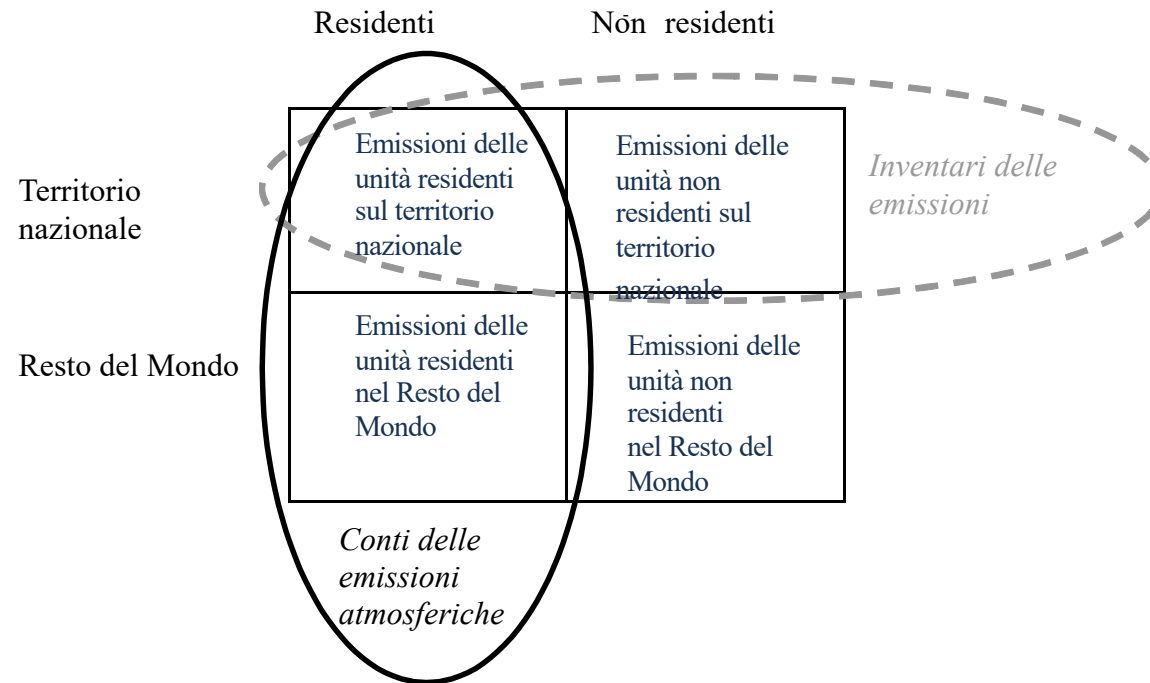 Residenti
Non residenti
Territorio
nazionale
Emissioni delle
unità residenti
sul territorio
nazionale
Emissioni delle
unità non
residenti sul
territorio
nazionale
Inventari delle
emissioni
Resto del Mondo
Emissioni delle
unità residenti
nel Resto del
Mondo
Emissioni delle
unità non
residenti
nel Resto del
Mondo
Conti delle
emissioni
atmosferiche